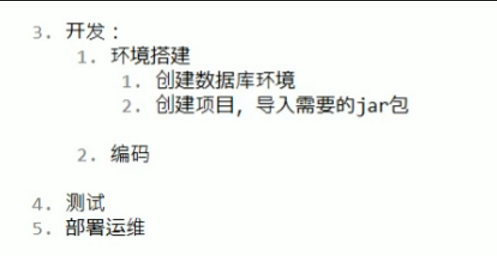 3. 开发：
1. 环境搭建
1. 创建数据库环境
2. 创建项目，导入需要的jar包
2. 编码
4. 测试
5. 部署运维